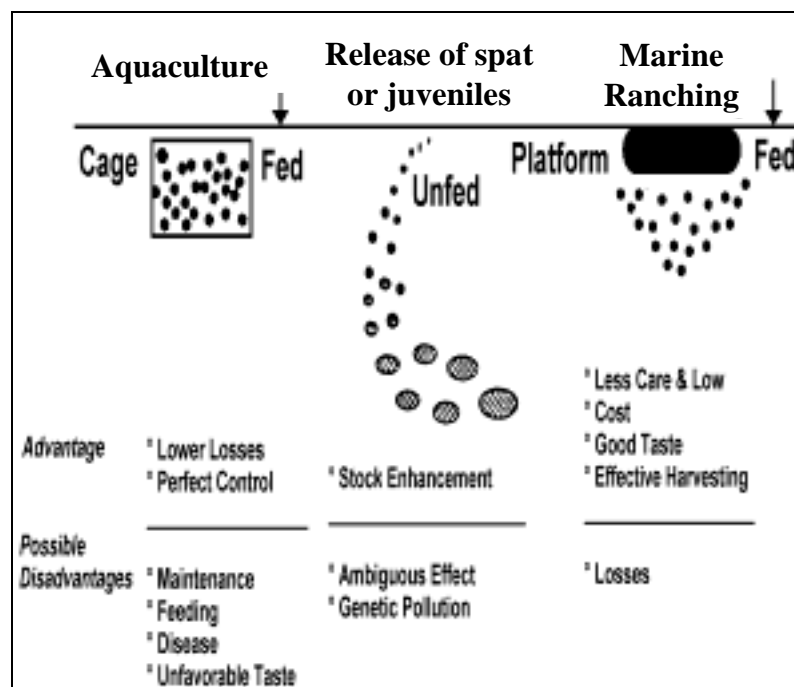 Aquaculture
Release of spat
or juveniles
Marine
Ranching
Cage
Fed
Unfed
Platform
Fed
Advantage
* Lower Losses
* Perfect Control
* Stock Enhancement
* Less Care & Low
* Cost
* Good Taste
* Effective Harvesting
Possible
Disadvantages
* Maintenance
* Feeding
* Disease
* Unfavorable Taste
* Ambiguous Effect
* Genetic Pollution
* Losses